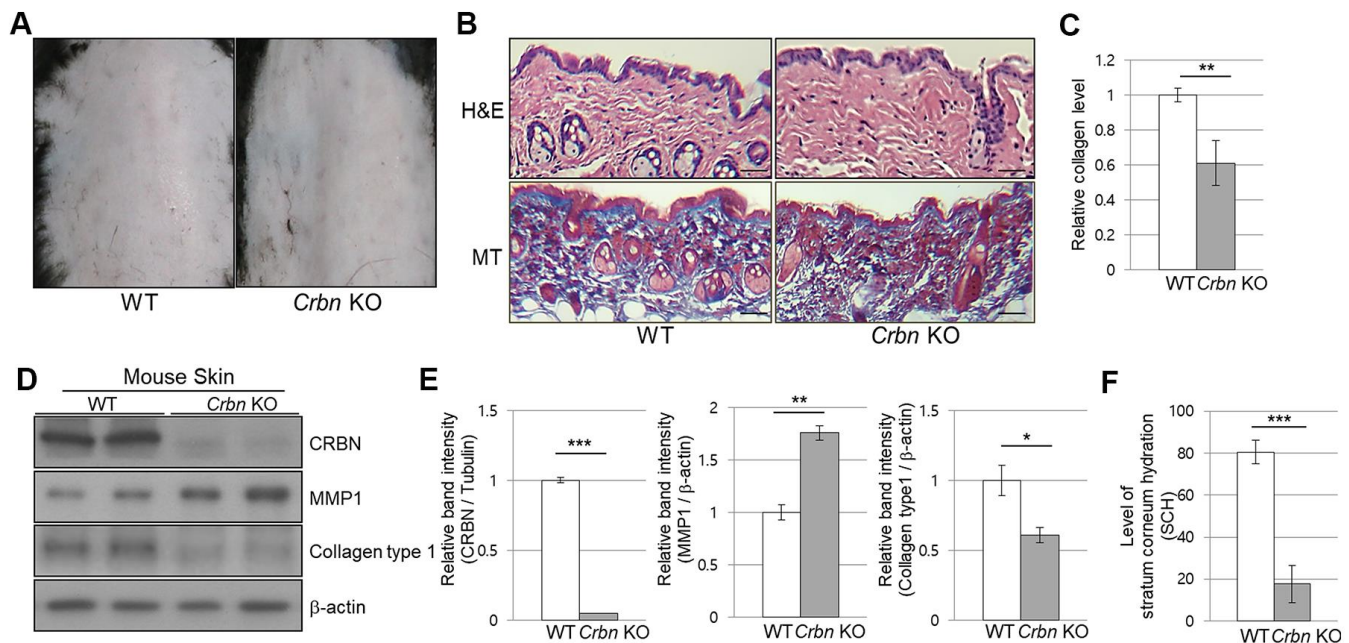 A
WT
Crbn KO
B
H&E
MT
WT
Crbn KO
C
Relative collagen level
1.2
1
0.8
0.6
0.4
0.2
0
**
WT Crbn KO
D
Mouse Skin
WT
Crbn KO
CRBN
MMP1
Collagen type 1
β-actin
E
Relative band intensity
(CRBN / Tubulin)
1.5
1
0.5
0
***
WT Crbn KO
Relative band intensity
(MMP1 / β-actin)
2
1.5
1
0.5
0
**
WT Crbn KO
Relative band intensity
(Collagen type1 / β-actin)
1.5
1
0.5
0
*
WT Crbn KO
F
Level of
stratum corneum hydration
(SCH)
100
80
60
40
20
0
***
WT Crbn KO